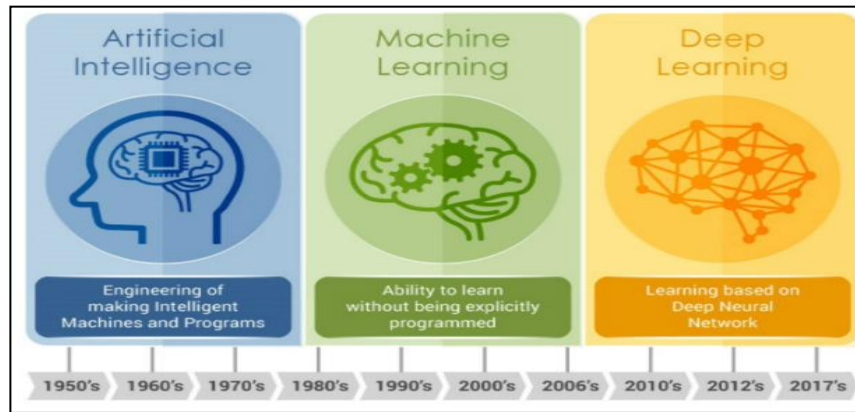 Artificial
Intelligence
Engineering of
making Intelligent
Machines and Programs
Machine
Learning
Ability to learn
without being explicitly
programmed
Deep
Learning
Learning based on
Deep Neural
Network
1950's
1960's
1970's
1980's
1990's
2000's
2006's
2010's
2012's
2017's